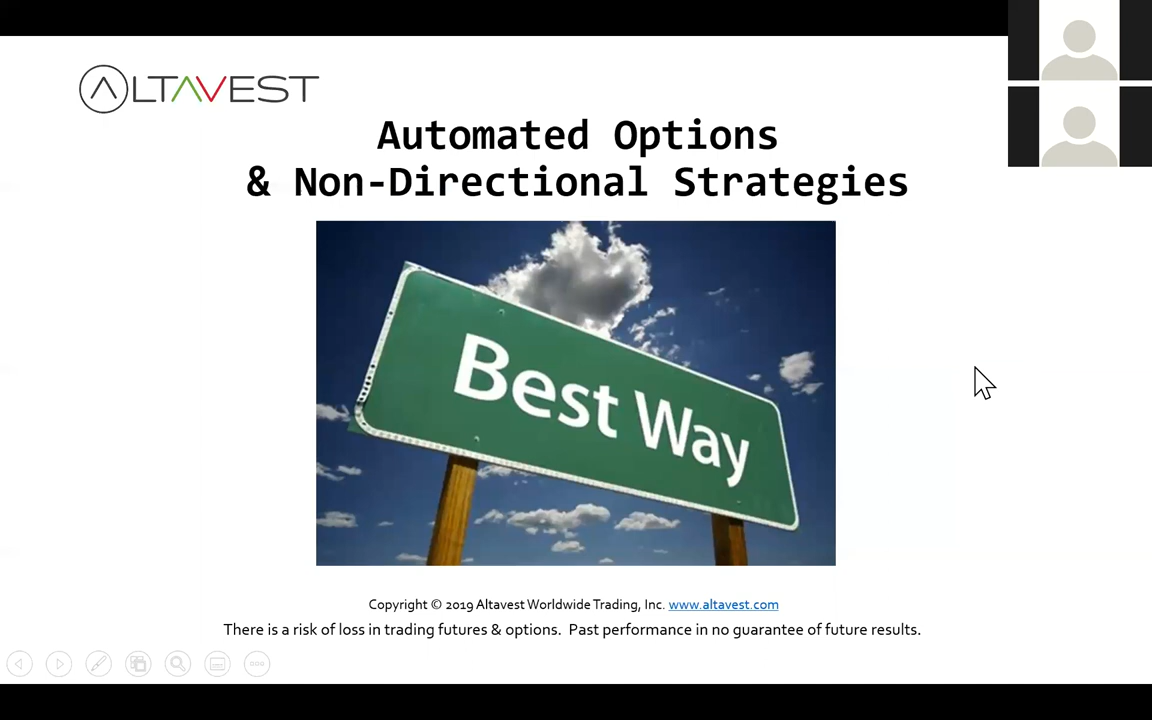 ALTAVEST
Automated Options
& Non-Directional Strategies
Best Way
Copyright © 2019 Altavest Worldwide Trading, Inc. www.altavest.com
There is a risk of loss in trading futures & options. Past performance in no guarantee of future results.